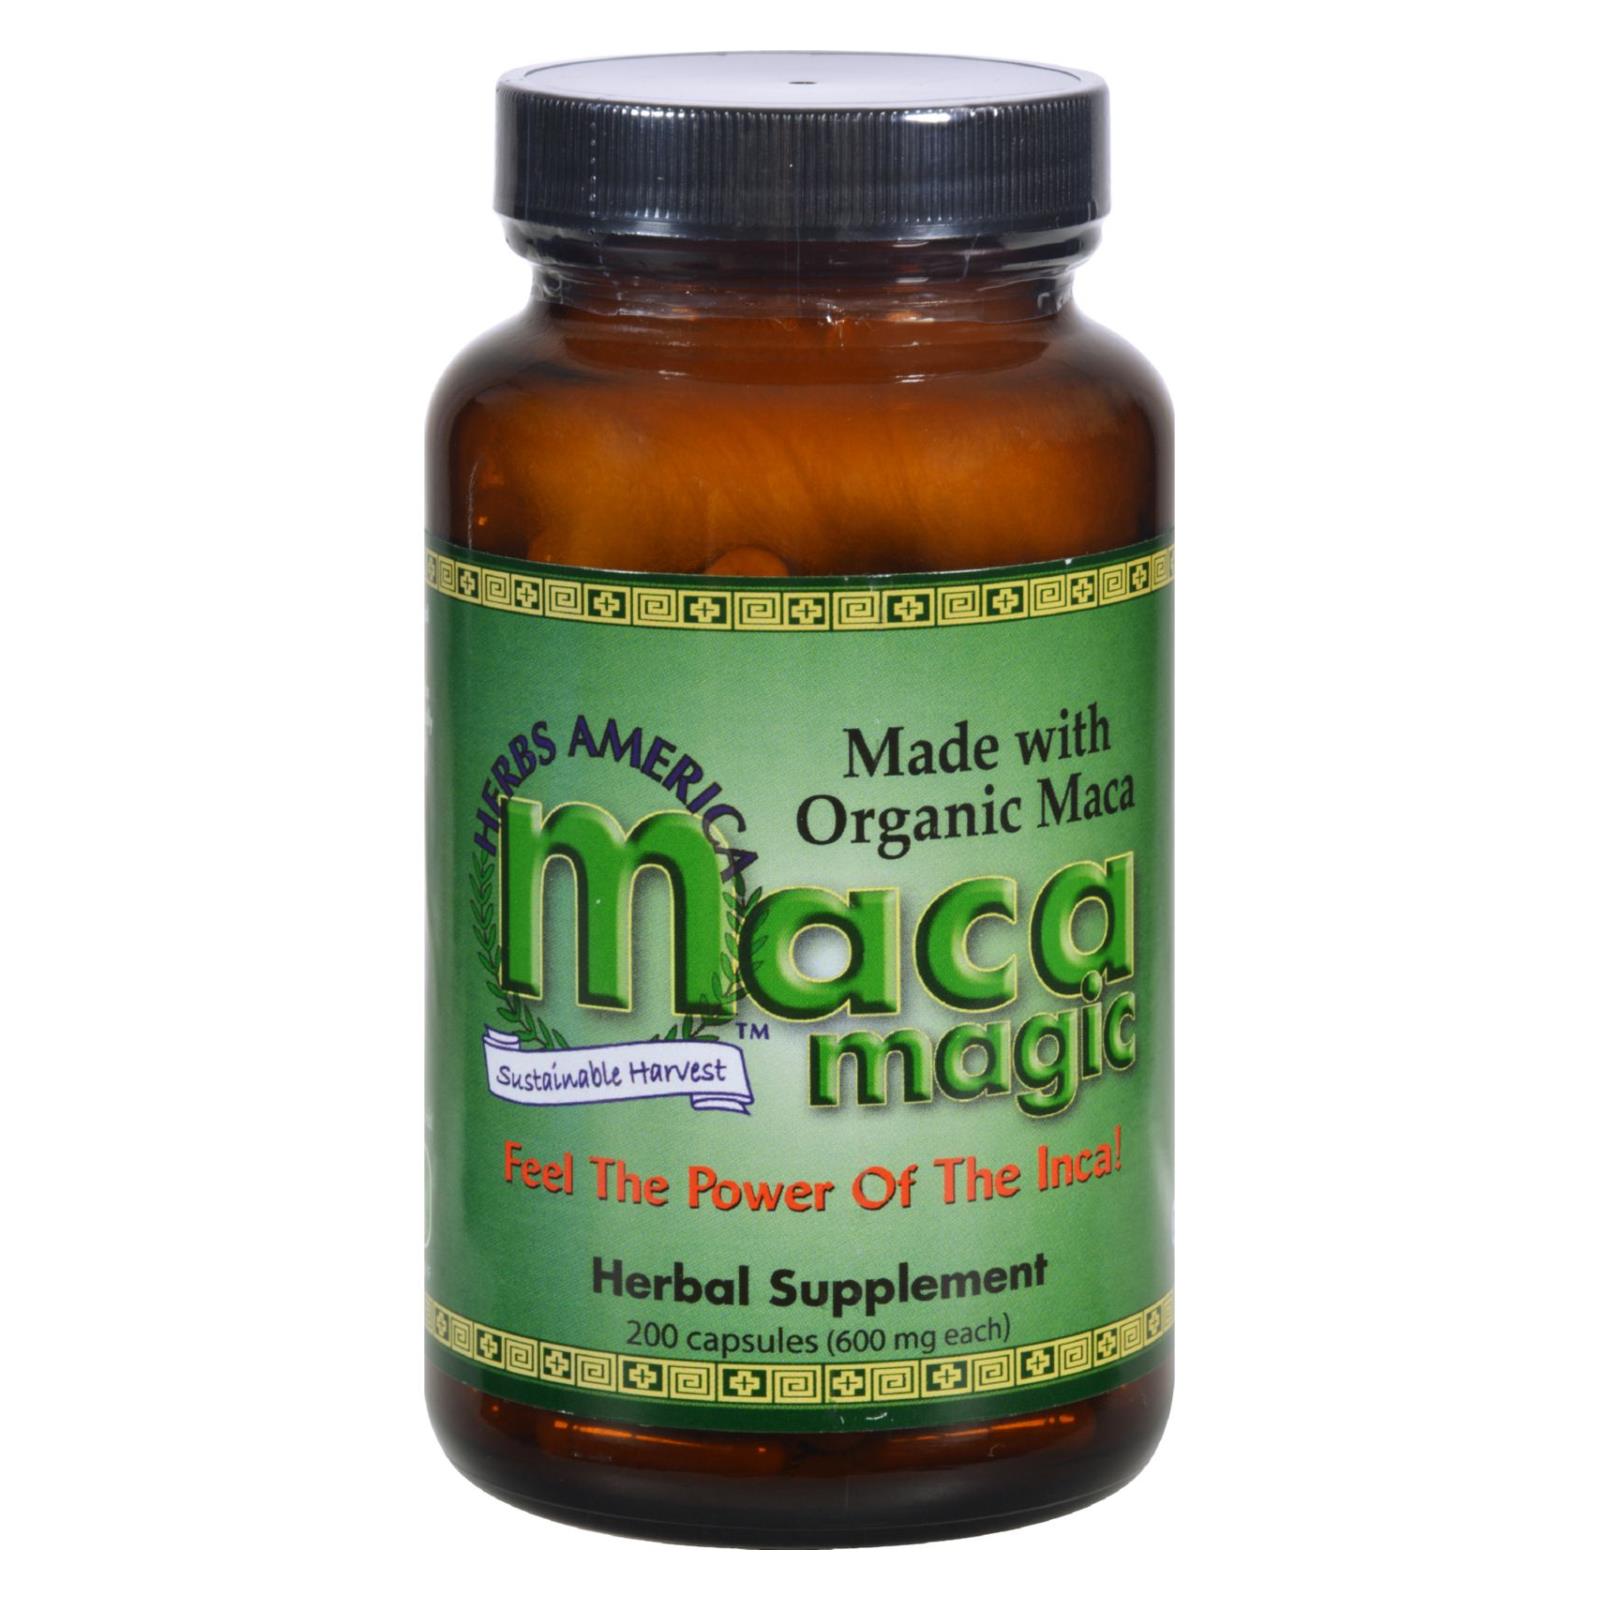 HERBS AMERICA
Made with
Organic Maca
maca
magic
TM
Sustainable Harvest
Feel The Power Of The Inca!
Herbal Supplement
200 capsules (600 mg each)